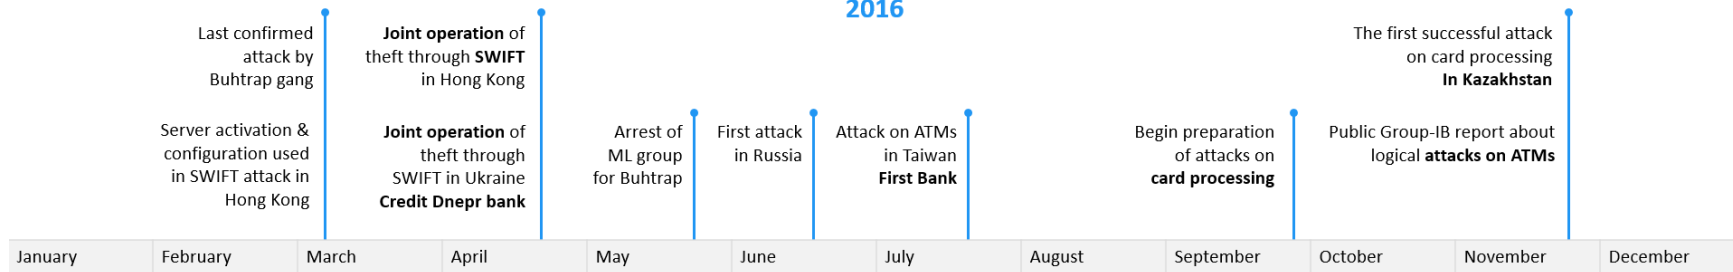 2016
Last confirmed
attack by
Buhtrap gang
Server activation &
configuration used
in SWIFT attack in
Hong Kong
Joint operation of
theft through SWIFT
in Hong Kong
Joint operation of
theft through
SWIFT in Ukraine
Credit Dnepr bank
Arrest of
ML group
for Buhtrap
First attack
in Russia
Attack on ATMs
in Taiwan
First Bank
Begin preparation
of attacks on
card processing
The first successful attack
on card processing
In Kazakhstan
Public Group-IB report about
logical attacks on ATMs
January
February
March
April
May
June
July
August
September
October
November
December